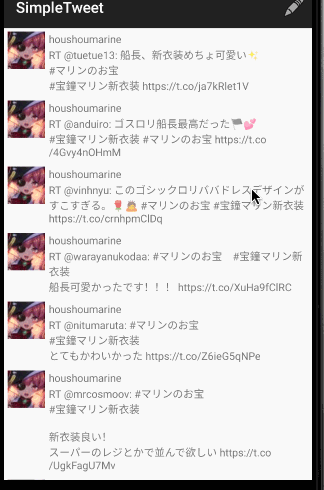 SimpleTweet
houshoumarine
RT @tuetue13: 船長、新衣装めちょ可愛い✨
#マリンのお宝
#宝鐘マリン新衣装 https://t.co/ja7kRlet1V
houshoumarine
RT @anduiro: ゴスロリ船長最高だった🏴💕
#宝鐘マリン新衣装 #マリンのお宝 https://t.co
/4Gvy4nOHmM
houshoumarine
RT @vinhnyu: このゴシックロリババドレスデザインが
すこすぎる。🌹🙇 #マリンのお宝 #宝鐘マリン新衣装
https://t.co/crnhpmClDq
houshoumarine
RT @warayanukodaa: #マリンのお宝　#宝鐘マリン新
衣装
船長可愛かったです！！！ https://t.co/XuHa9fClRC
houshoumarine
RT @nitumaruta: #マリンのお宝
#宝鐘マリン新衣装
とてもかわいかった https://t.co/Z6ieG5qNPe
houshoumarine
RT @mrcosmoov: #マリンのお宝
#宝鐘マリン新衣装
新衣装良い！
スーパーのレジとかで並んで欲しい https://t.co
/UgkFagU7Mv